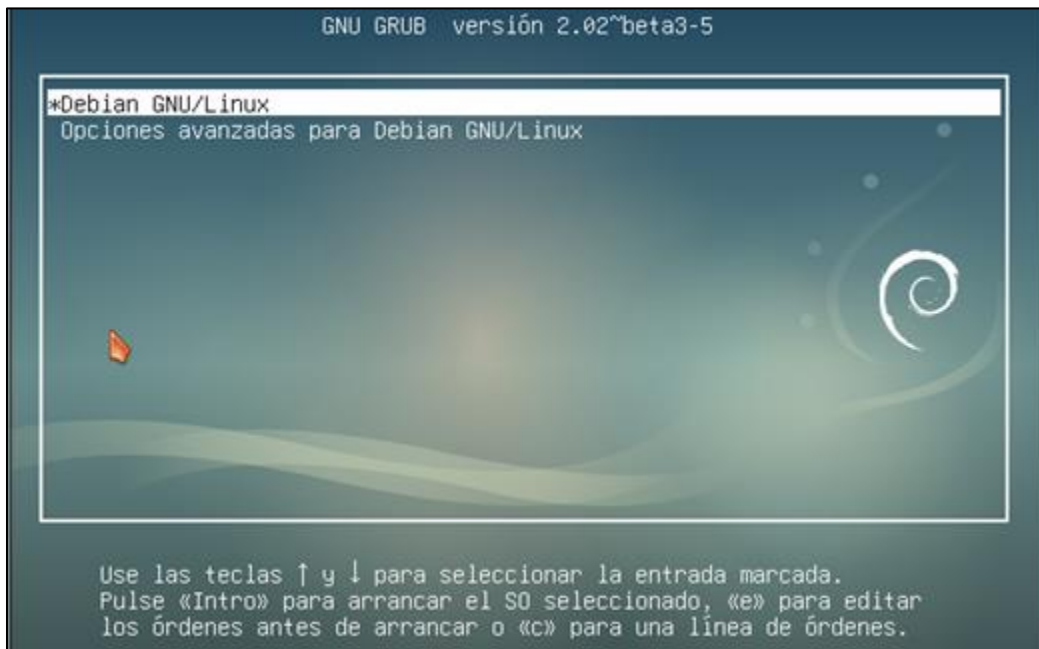 GNU GRUB versión 2.02~beta3-5
*Debian GNU/Linux
Opciones avanzadas para Debian GNU/Linux
Use las teclas ↑ y ↓ para seleccionar la entrada marcada.
Pulse «Intro» para arrancar el SO seleccionado, «e» para editar
los órdenes antes de arrancar o «c» para una línea de órdenes.